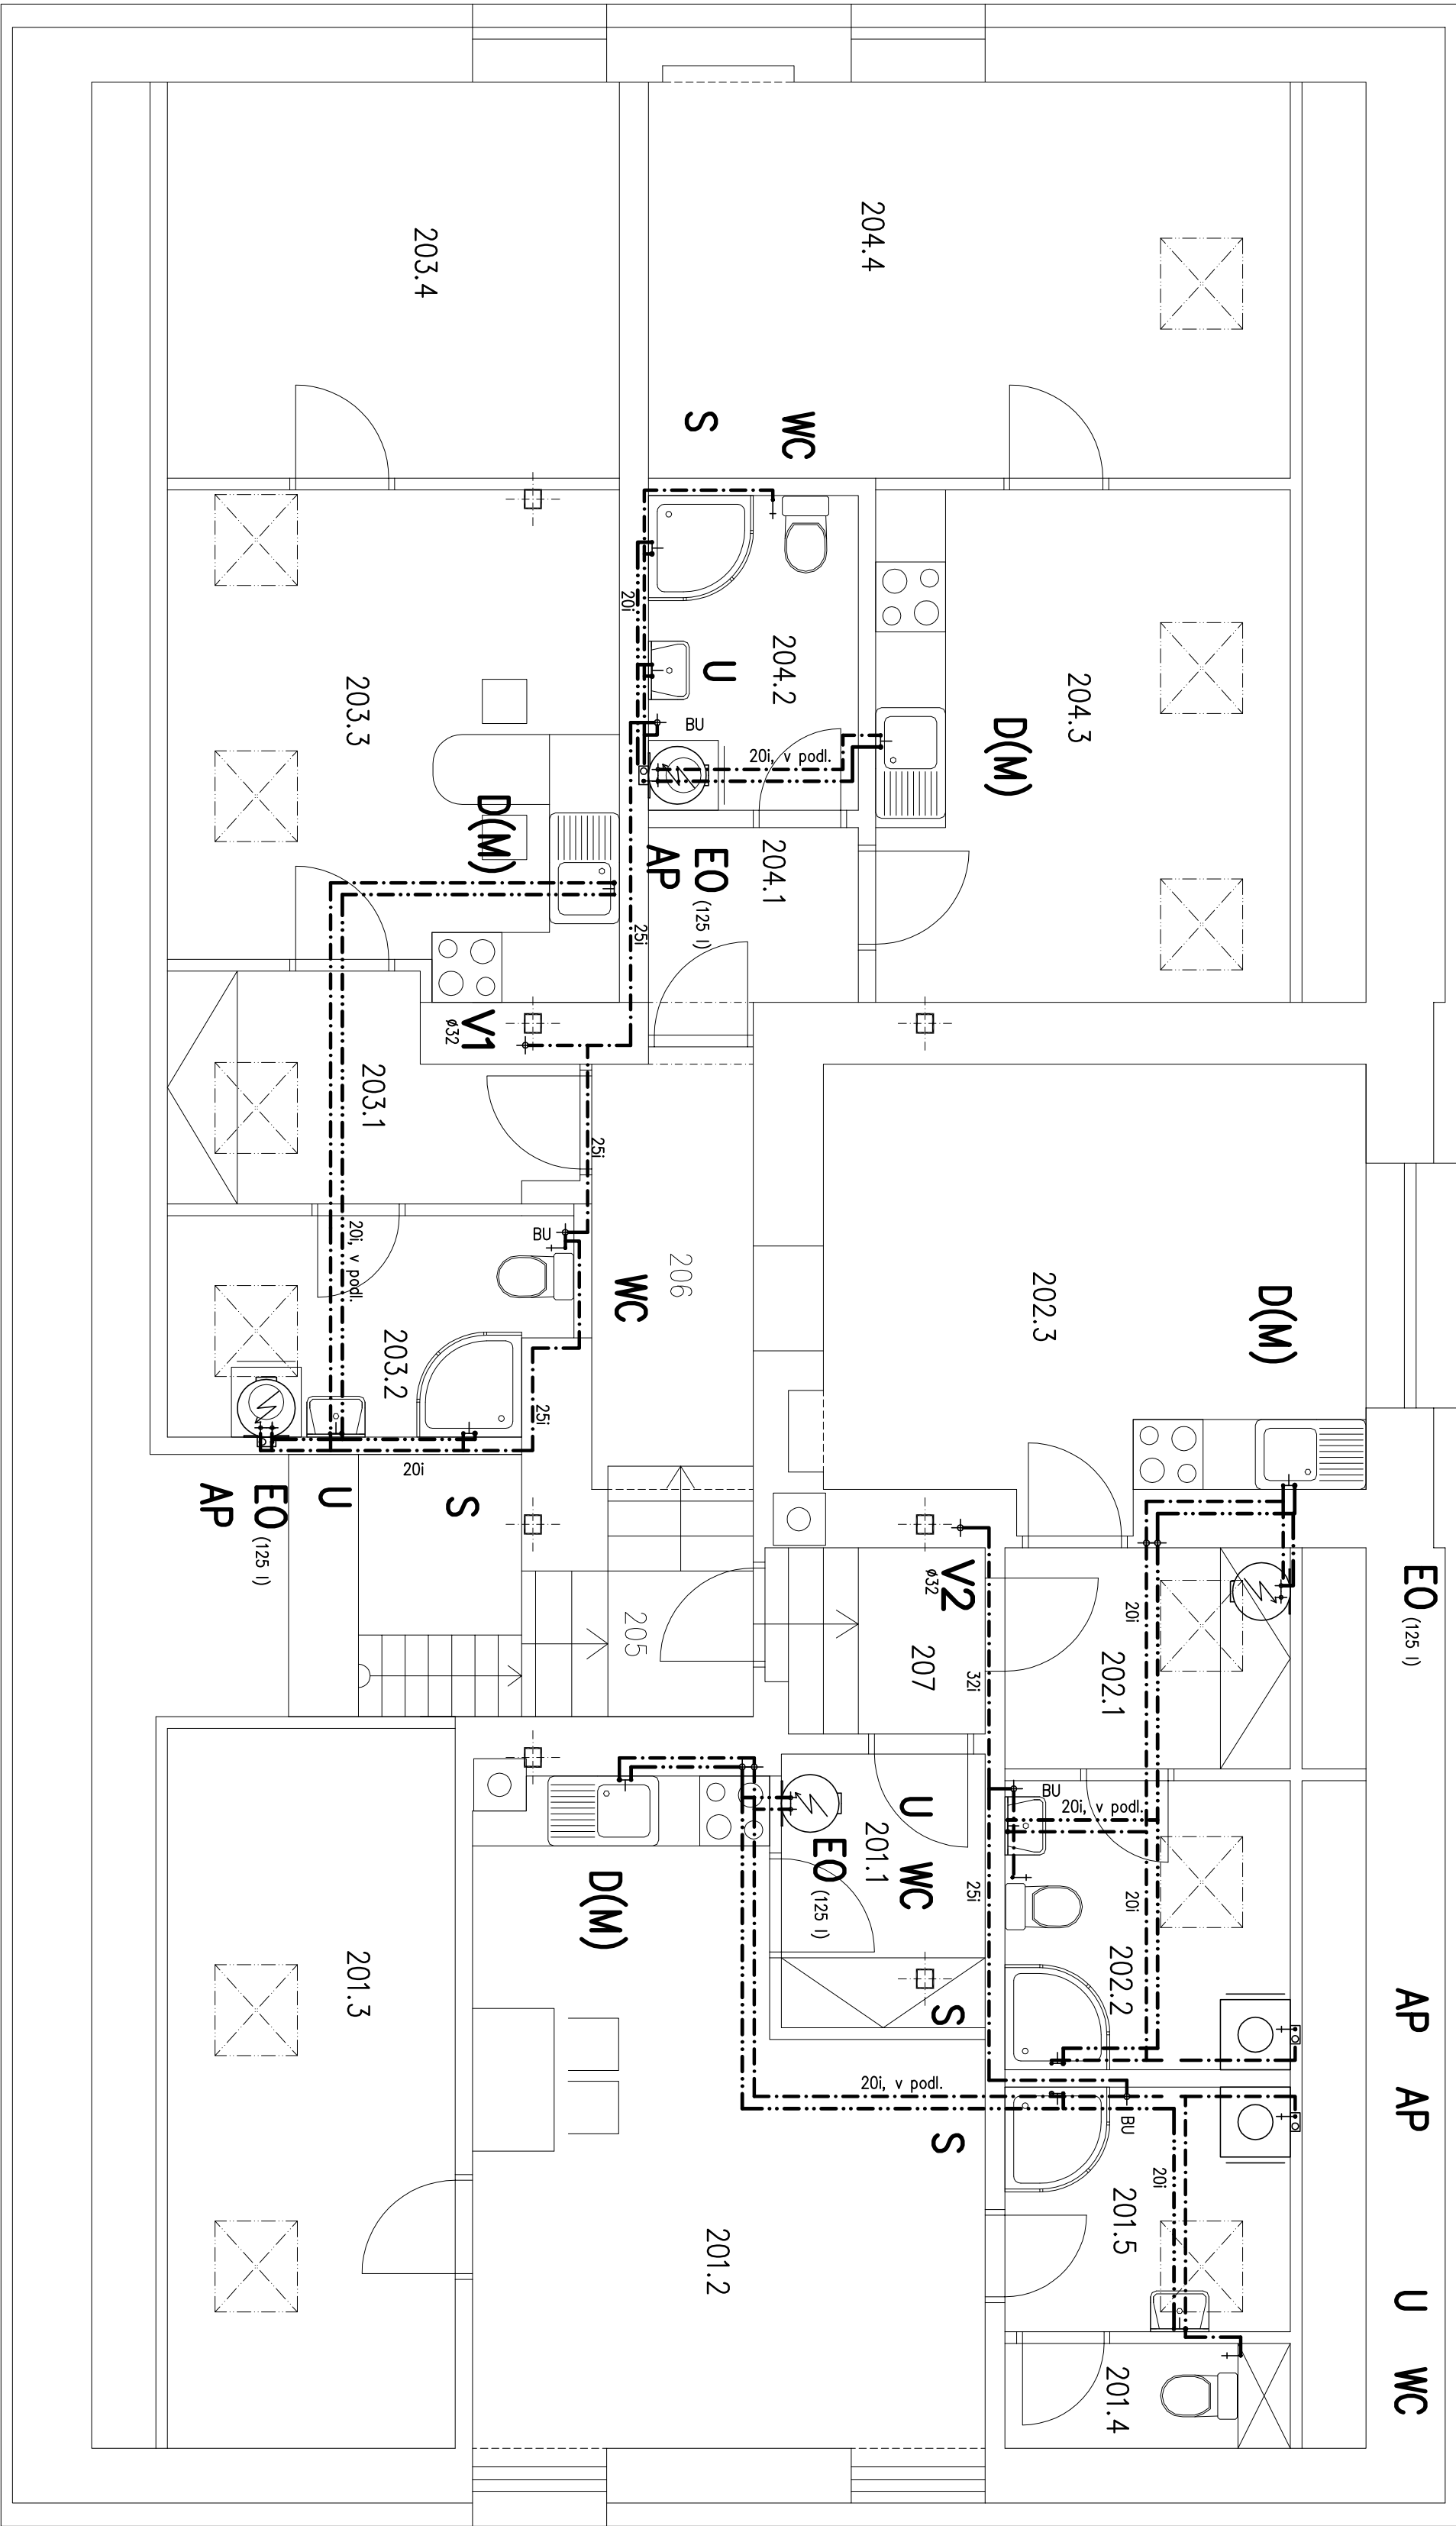 204.4
203.4
WC
S
20i
204.2
U
BU
204.3
D(M)
20i, v podl.
203.3
D(M)
204.1
EO (125 l)
AP
25i
V1
ø32
203.1
25i
BU
20i, v podl.
WC
206
203.2
25i
20i
S
U
EO (125 l)
AP
202.3
D(M)
EO (125 l)
V2
ø32
205
207
32i
20i
202.1
BU
20i, v podl.
U
201.1
WC
EO (125 l)
25i
20i
202.2
D(M)
201.3
S
AP
AP
20i, v podl.
BU
S
20i
201.5
201.2
U
WC
201.4